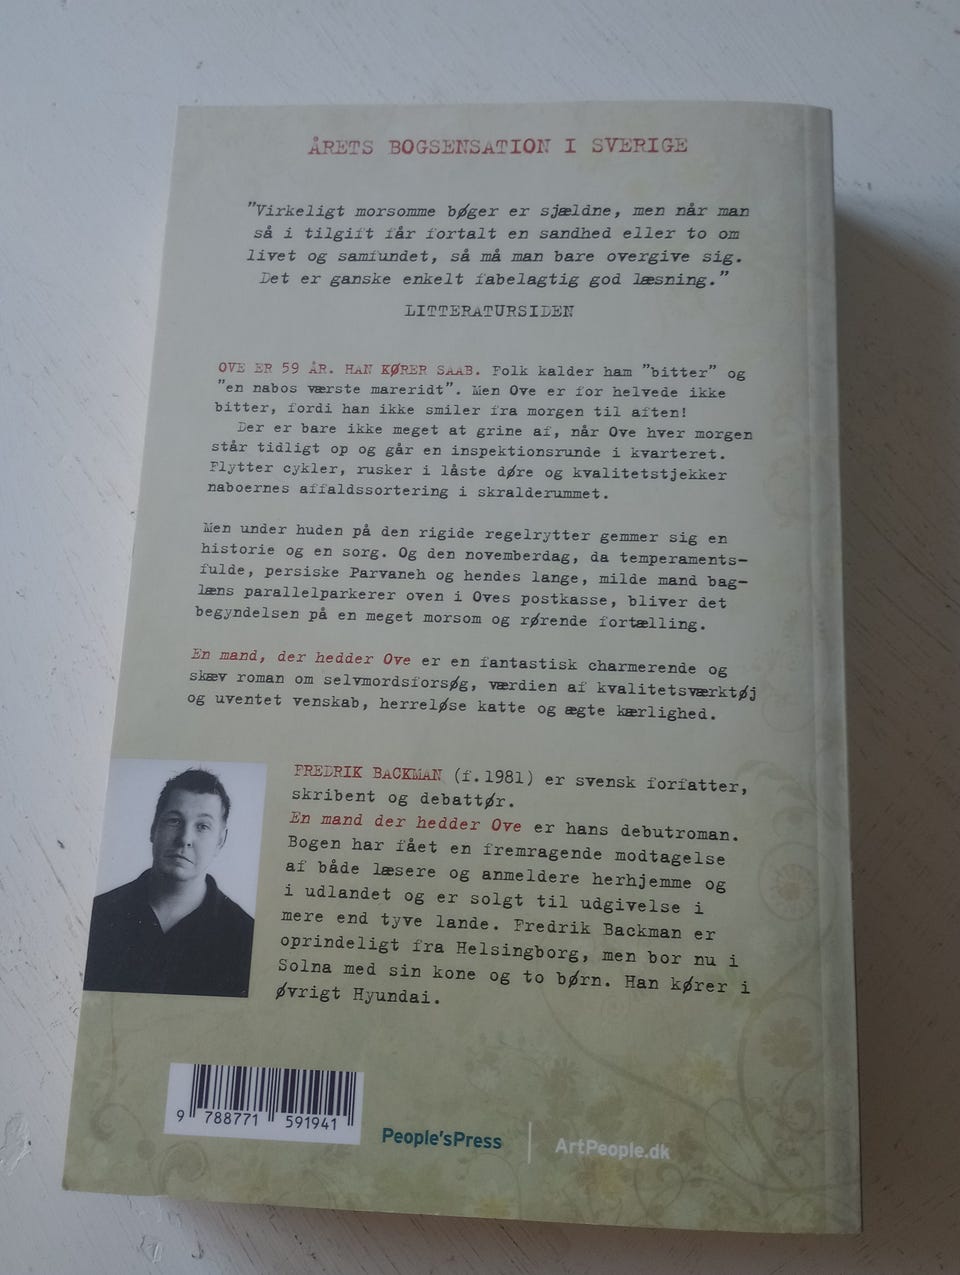 ÅRETS BOGSENSATION I SVERIGE
"Virkeligt morsomme bøger er sjældne, men når man
så i tilgift får fortalt en sandhed eller to om
livet og samfundet, så må man bare overgive sig.
Det er ganske enkelt fabelagtig god læsning."
LITTERATURSIDEN
OVE ER 59 ÅR. HAN KØRER SAAB. Folk kalder ham "bitter" og
"en nabos værste mareridt". Men Ove er for helvede ikke
bitter, fordi han ikke smiler fra morgen til aften!
Der er bare ikke meget at grine af, når Ove hver morgen
står tidligt op og går en inspektionsrunde i kvarteret.
Flytter cykler, rusker i låste døre og kvalitetstjekker
naboernes affaldssortering i skralderummet.
Men under huden på den rigide regelrytter gemmer sig en
historie og en sorg. Og den novemberdag, da temperaments-
fulde, persiske Parvaneh og hendes lange, milde mand bag-
læns parallelparkerer oven i Oves postkasse, bliver det
begyndelsen på en meget morsom og rørende fortælling.
En mand, der hedder Ove er en fantastisk charmerende og
skæv roman om selvmordsforsøg, værdien af kvalitetsværktøj
og uventet venskab, herreløse katte og ægte kærlighed.
FREDRIK BACKMAN (f. 1981) er svensk forfatter,
skribent og debattør.
En mand der hedder Ove er hans debutroman.
Bogen har fået en fremragende modtagelse
af både læsere og anmeldere herhjemme og
i udlandet og er solgt til udgivelse i
mere end tyve lande. Fredrik Backman er
oprindeligt fra Helsingborg, men bor nu i
Solna med sin kone og to børn. Han kører i
øvrigt Hyundai.
9 788771 591941
People'sPress | ArtPeople.dk